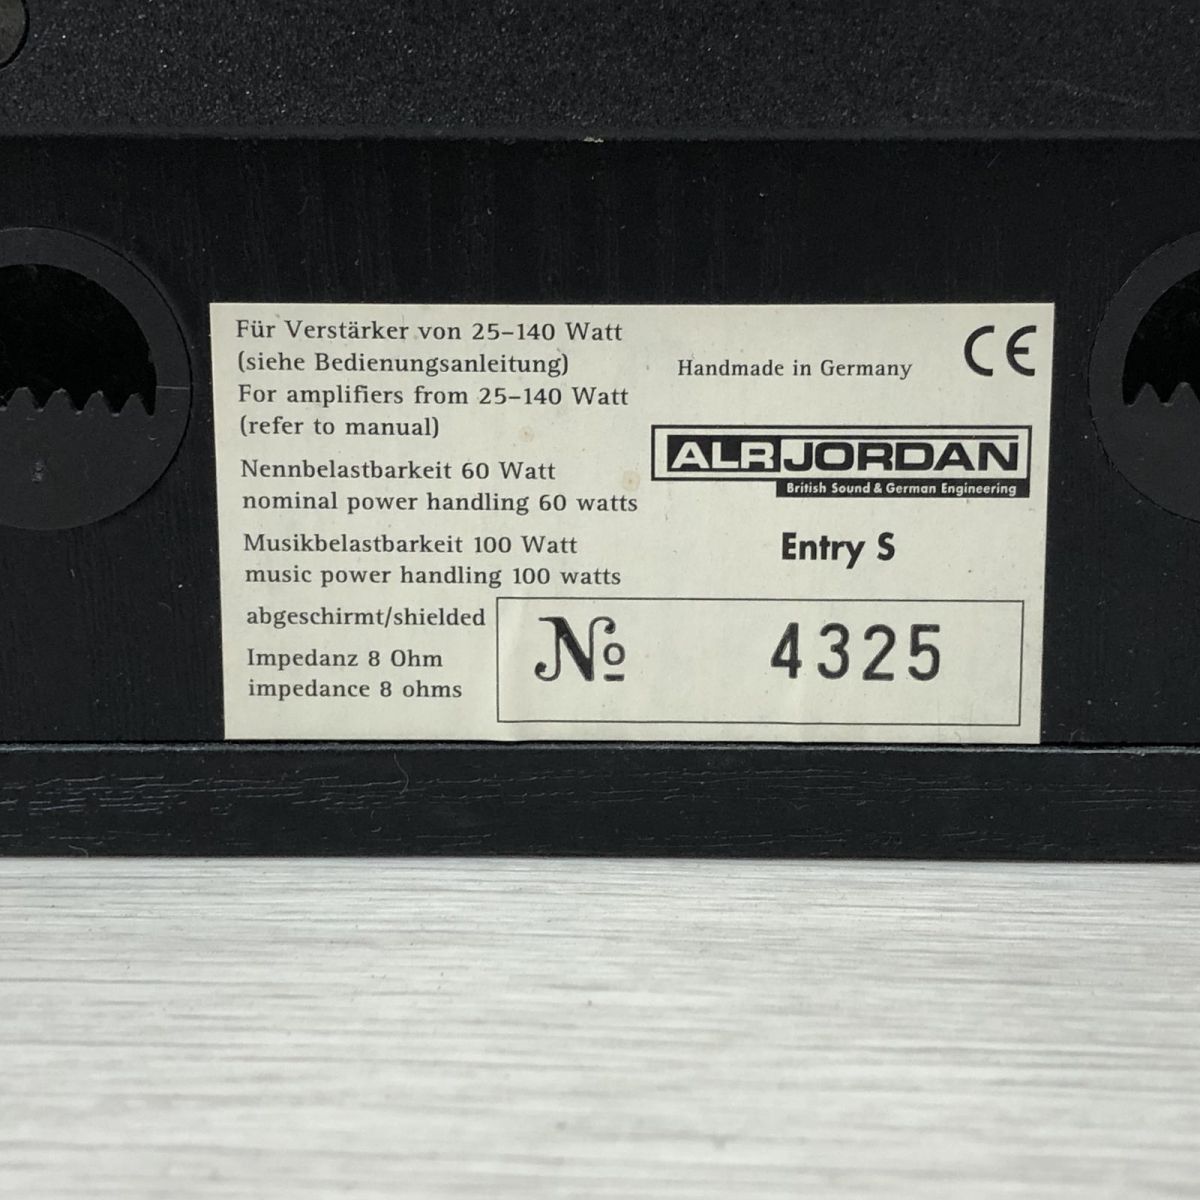 Für Verstärker von 25–140 Watt
(siehe Bedienungsanleitung)
For amplifiers from 25–140 Watt
(refer to manual)
Nennbelastbarkeit 60 Watt
nominal power handling 60 watts
Musikbelastbarkeit 100 Watt
music power handling 100 watts
abgeschirmt/shielded
Impedanz 8 Ohm
impedance 8 ohms
Handmade in Germany
CE
ALR JORDAN
British Sound & German Engineering
Entry S
№ 4325